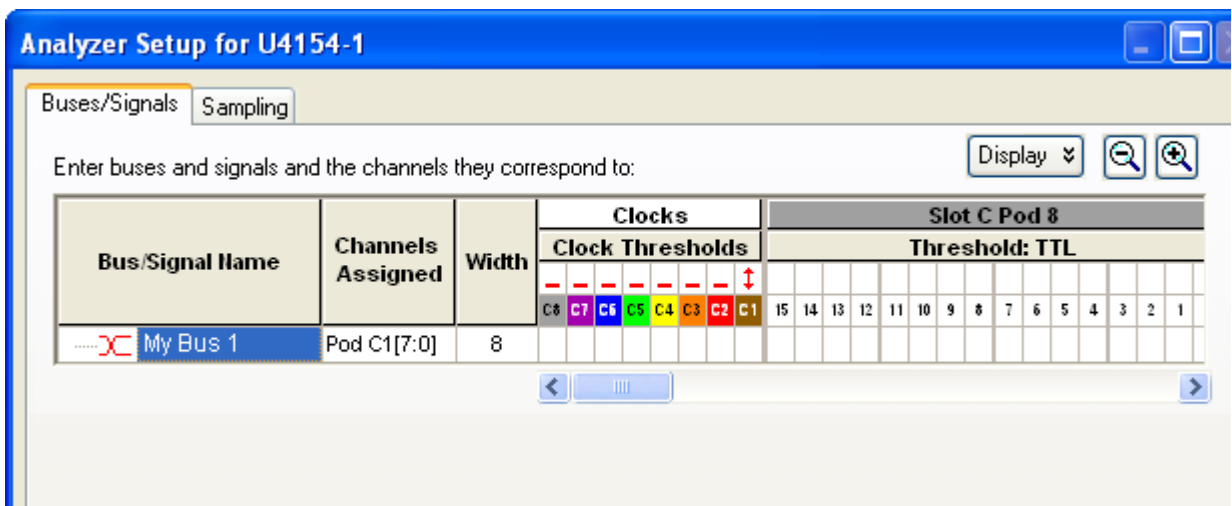 Analyzer Setup for U4154-1
Buses/Signals Sampling
Enter buses and signals and the channels they correspond to: Display
Bus/Signal Name Channels Assigned Width Clocks Slot C Pod 8
Clock Thresholds Threshold: TTL
C8 C7 C6 C5 C4 C3 C2 C1 15 14 13 12 11 10 9 8 7 6 5 4 3 2 1
My Bus 1 Pod C1[7:0] 8